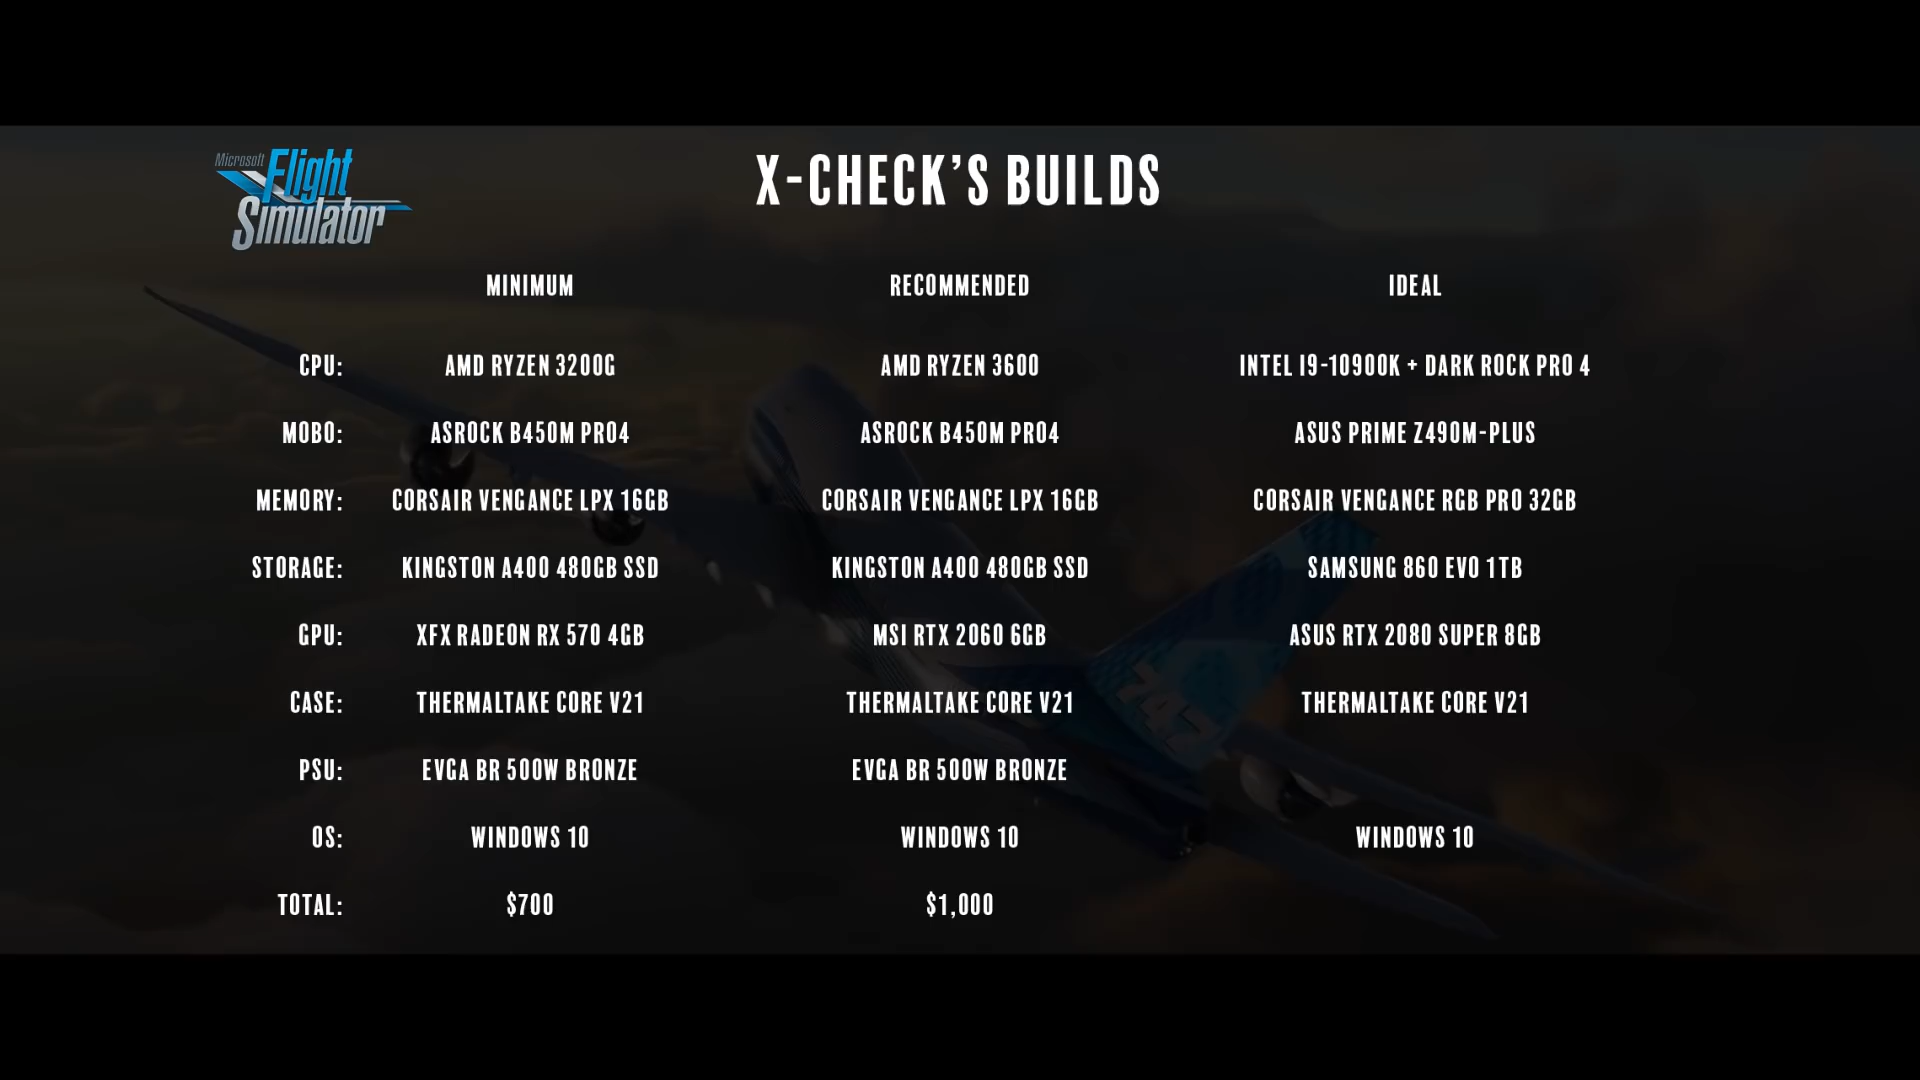 Microsoft
Flight
Simulator
X-CHECK'S BUILDS
MINIMUM RECOMMENDED IDEAL
CPU: AMD RYZEN 3200G AMD RYZEN 3600 INTEL I9-10900K + DARK ROCK PRO 4
MOBO: ASROCK B450M PRO4 ASROCK B450M PRO4 ASUS PRIME Z490M-PLUS
MEMORY: CORSAIR VENGANCE LPX 16GB CORSAIR VENGANCE LPX 16GB CORSAIR VENGANCE RGB PRO 32GB
STORAGE: KINGSTON A400 480GB SSD KINGSTON A400 480GB SSD SAMSUNG 860 EVO 1TB
GPU: XFX RADEON RX 570 4GB MSI RTX 2060 6GB ASUS RTX 2080 SUPER 8GB
CASE: THERMALTAKE CORE V21 THERMALTAKE CORE V21 THERMALTAKE CORE V21
747
PSU: EVGA BR 500W BRONZE EVGA BR 500W BRONZE
OS: WINDOWS 10 WINDOWS 10 WINDOWS 10
TOTAL: $700 $1,000